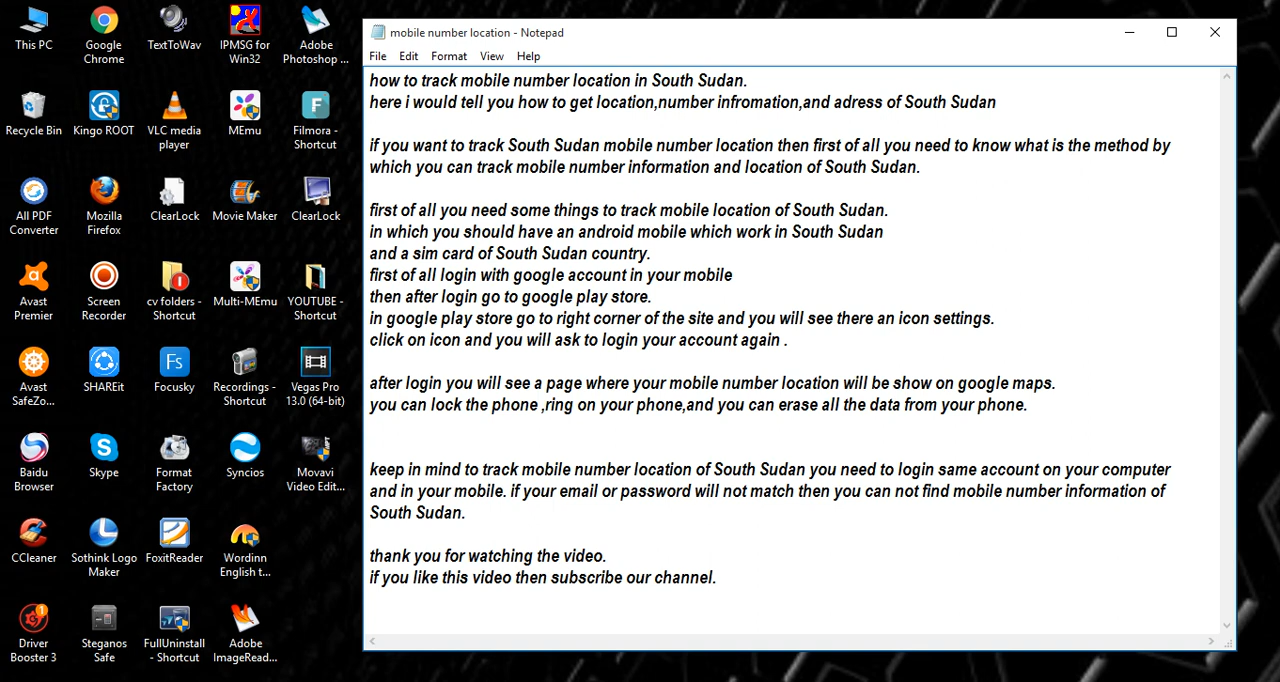 This PC
Google Chrome
TextToWav
IPMSG for Win32
Adobe Photoshop ...
Recycle Bin
Kingo ROOT
VLC media player
MEmu
Filmora - Shortcut
All PDF Converter
Mozilla Firefox
ClearLock
Movie Maker
ClearLock
Avast Premier
Screen Recorder
cv folders - Shortcut
Multi-MEmu
YOUTUBE - Shortcut
Avast SafeZo...
SHAREit
Focusky
Recordings - Shortcut
Vegas Pro 13.0 (64-bit)
Baidu Browser
Skype
Format Factory
Syncios
Movavi Video Edit...
CCleaner
Sothink Logo Maker
FoxitReader
Wordinn English t...
Driver Booster 3
Steganos Safe
FullUninstall - Shortcut
Adobe ImageRead...
mobile number location - Notepad
File Edit Format View Help
how to track mobile number location in South Sudan.
here i would tell you how to get location,number infromation,and adress of South Sudan
if you want to track South Sudan mobile number location then first of all you need to know what is the method by
which you can track mobile number information and location of South Sudan.
first of all you need some things to track mobile location of South Sudan.
in which you should have an android mobile which work in South Sudan
and a sim card of South Sudan country.
first of all login with google account in your mobile
then after login go to google play store.
in google play store go to right corner of the site and you will see there an icon settings.
click on icon and you will ask to login your account again .
after login you will see a page where your mobile number location will be show on google maps.
you can lock the phone ,ring on your phone,and you can erase all the data from your phone.
keep in mind to track mobile number location of South Sudan you need to login same account on your computer
and in your mobile. if your email or password will not match then you can not find mobile number information of
South Sudan.
thank you for watching the video.
if you like this video then subscribe our channel.